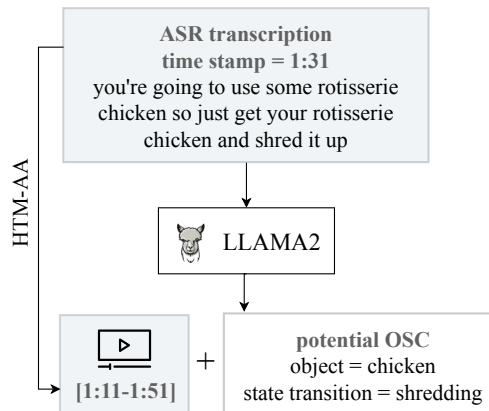 ASR transcription
time stamp = 1:31
you're going to use some rotisserie
chicken so just get your rotisserie
chicken and shred it up
HTM-AA
LLAMA2
[1:11-1:51]
+
potential OSC
object = chicken
state transition = shredding